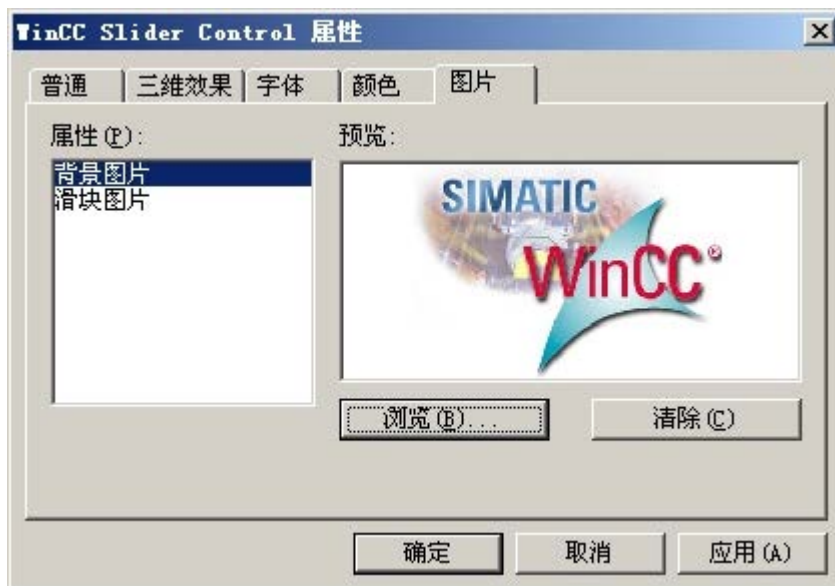 WinCC Slider Control 属性
普通 三維效果 字体 颜色 图片
属性(P):
预览:
背景图片
滑块图片
SIMATIC
WinCC®
浏览(B)...
清除(C)
确定 取消 应用(A)